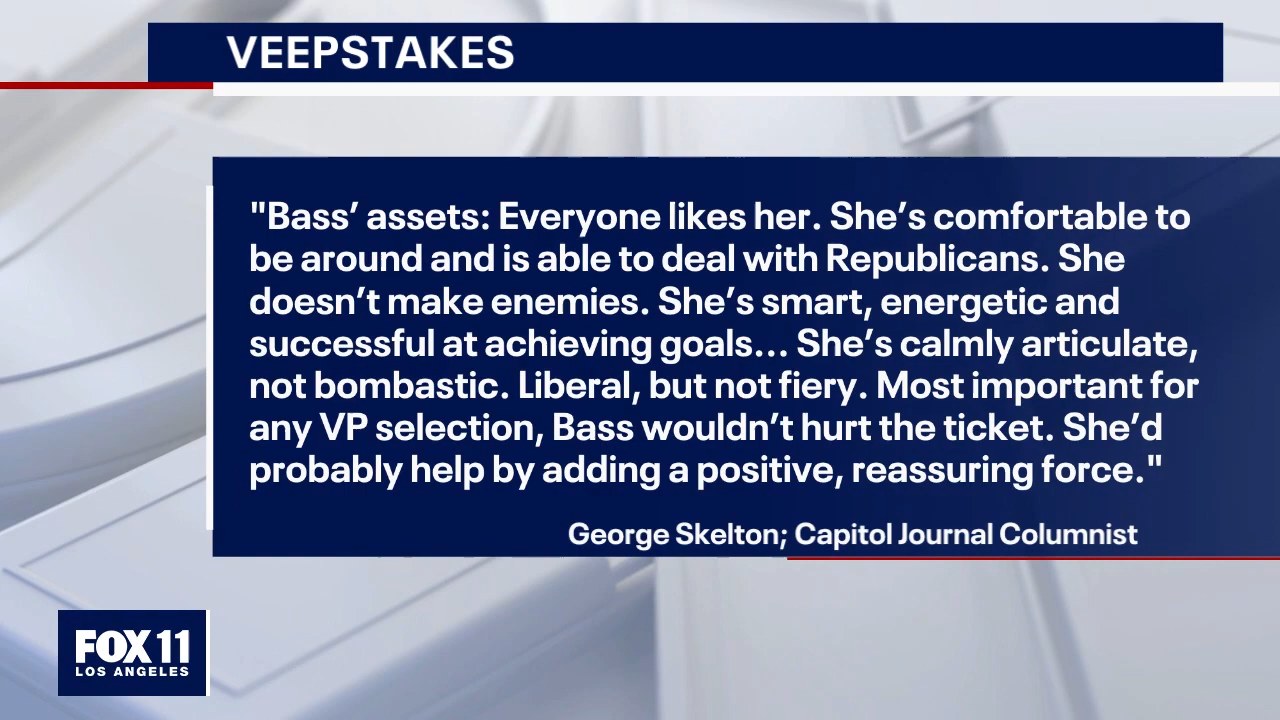 VEEPSTAKES
"Bass’ assets: Everyone likes her. She’s comfortable to
be around and is able to deal with Republicans. She
doesn’t make enemies. She’s smart, energetic and
successful at achieving goals... She’s calmly articulate,
not bombastic. Liberal, but not fiery. Most important for
any VP selection, Bass wouldn’t hurt the ticket. She’d
probably help by adding a positive, reassuring force."
George Skelton; Capitol Journal Columnist
FOX 11
LOS ANGELES